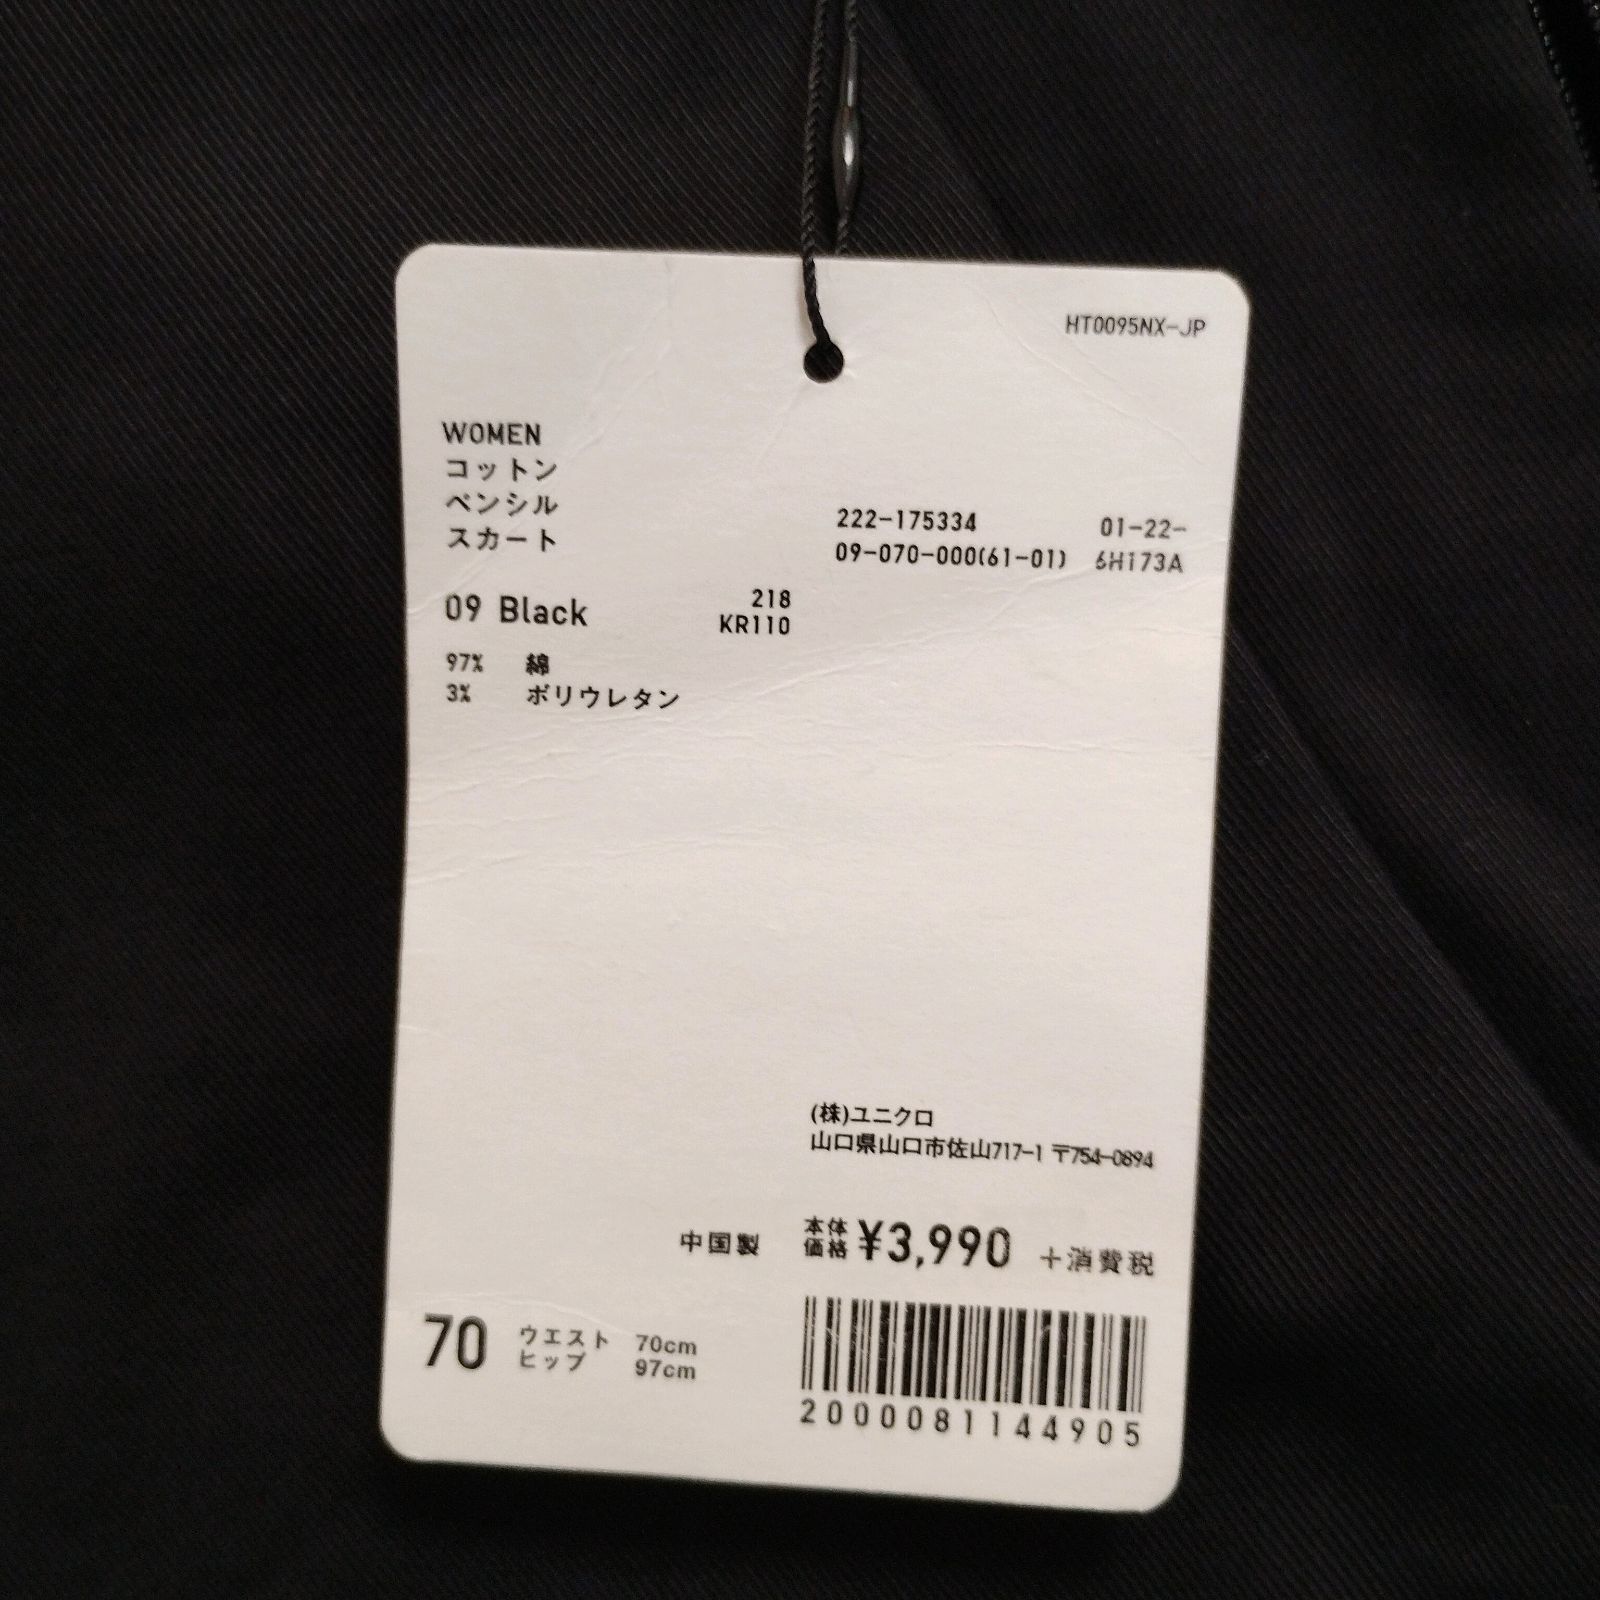 HT0095NX-JP
WOMEN
コットン
ペンシル
スカート
222-175334 01-22-
09-070-000(61-01) 6H173A
09 Black
218
KR110
97% 綿
3% ポリウレタン
(株)ユニクロ
山口県山口市佐山717-1 〒754-0894
中国製 本体価格 ¥3,990 +消費税
70 ウエスト 70cm
ヒップ 97cm
2000081144905